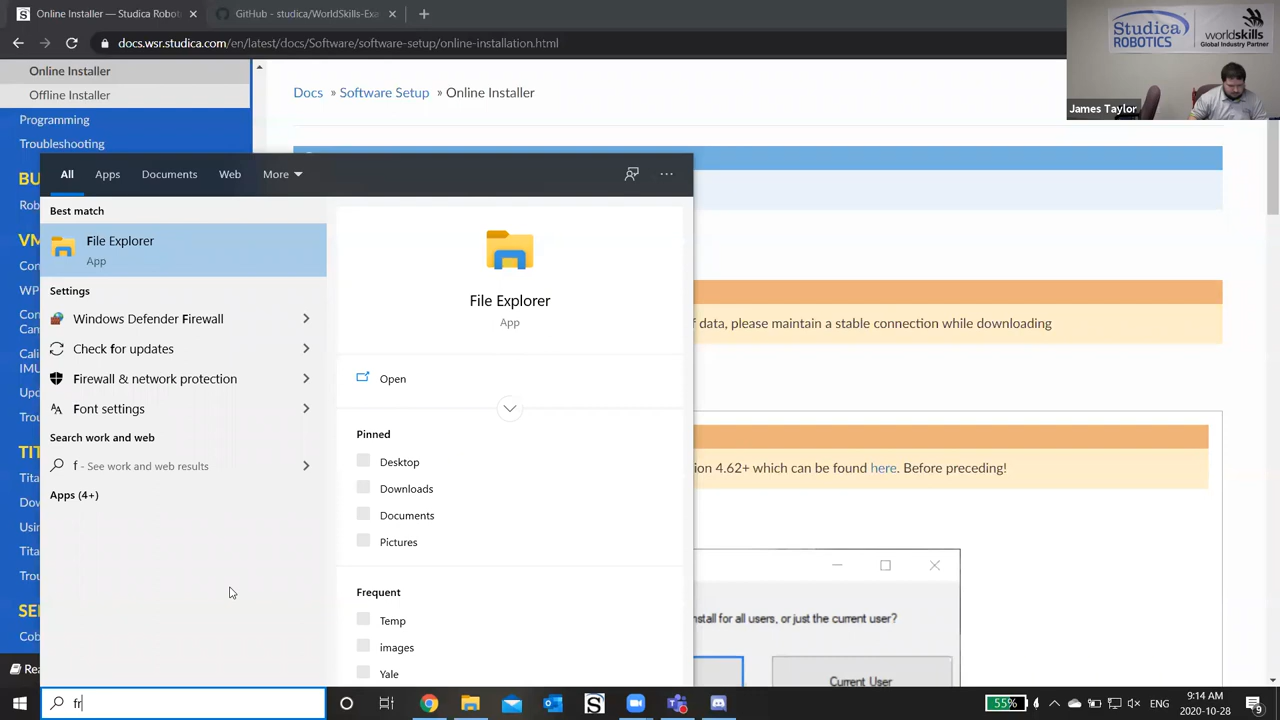 Online Installer — Studica Robot
GitHub - studica/WorldSkills-Exa
docs.wsr.studica.com/en/latest/docs/Software/software-setup/online-installation.html
Studica
ROBOTICS
worldskills
Global Industry Partner
James Taylor
Online Installer
Offline Installer
Programming
Troubleshooting
Docs » Software Setup » Online Installer
All
Apps
Documents
Web
More
Best match
File Explorer
App
Settings
Windows Defender Firewall
Check for updates
Firewall & network protection
Font settings
Search work and web
f - See work and web results
Apps (4+)
File Explorer
App
Open
Pinned
Desktop
Downloads
Documents
Pictures
Frequent
Temp
images
Yale
f data, please maintain a stable connection while downloading
ion 4.62+ which can be found here. Before preceding!
nstall for all users, or just the current user?
Current User
fr
55%
ENG
9:14 AM
2020-10-28
9